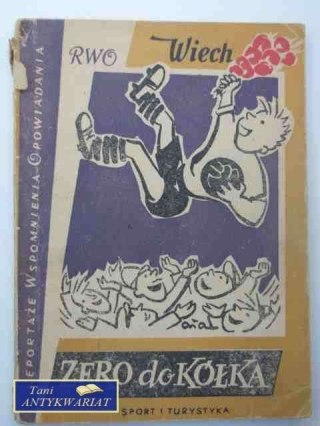 RWO
Wiech
REPORTAŻE WSPOMNIENIA OPOWIADANIA
ZERO do KÓŁKA
SPORT I TURYSTYKA
Tani
ANTYKWARIAT